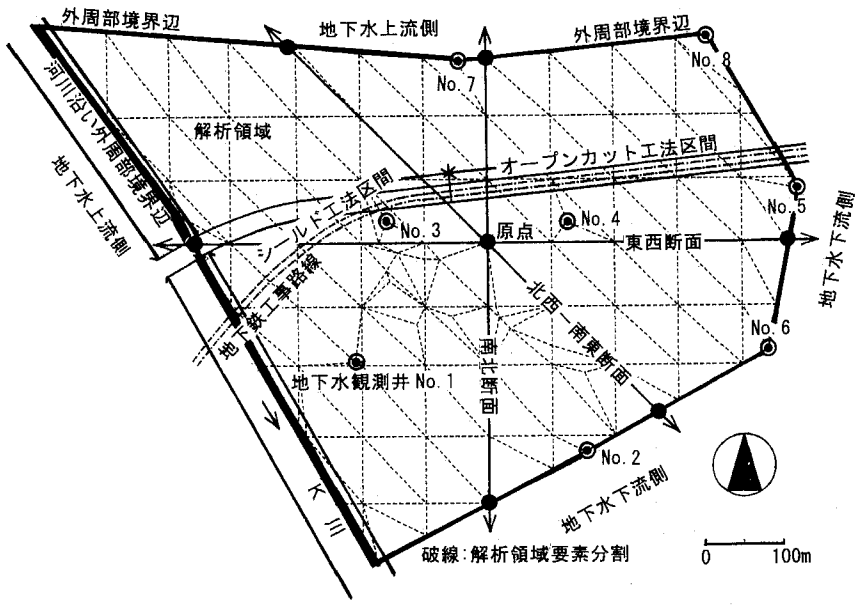 外周部境界辺
地下水上流側
外周部境界辺
No.7
No.8
河川沿い外周部境界辺
地下水上流側
解析領域
オープンカット工法区間
シールド工法区間
No.3
No.4
No.5
原点
東西断面
地下水下流側
地下鉄工事路線
北西－南東断面
南北断面
No.6
地下水観測井No.1
No.2
地下水下流側
K川
破線:解析領域要素分割
0 100m